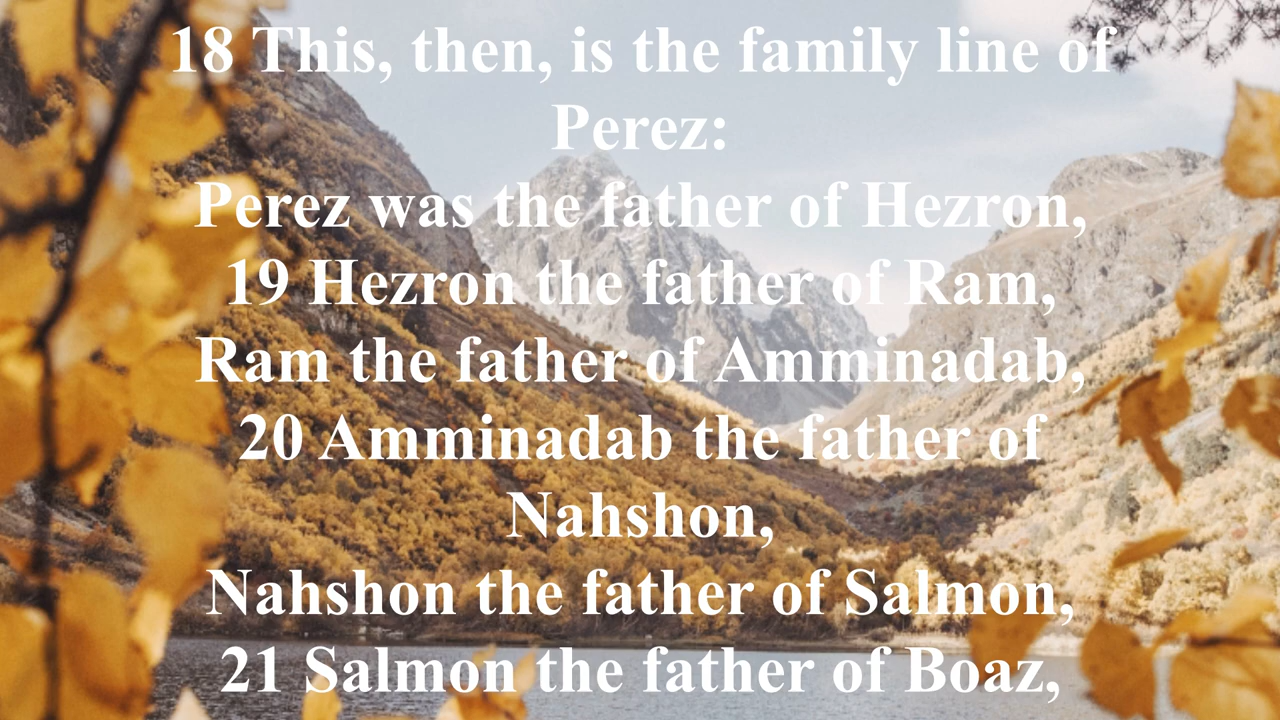 18 This, then, is the family line of
Perez:
Perez was the father of Hezron,
19 Hezron the father of Ram,
Ram the father of Amminadab,
20 Amminadab the father of
Nahshon,
Nahshon the father of Salmon,
21 Salmon the father of Boaz,